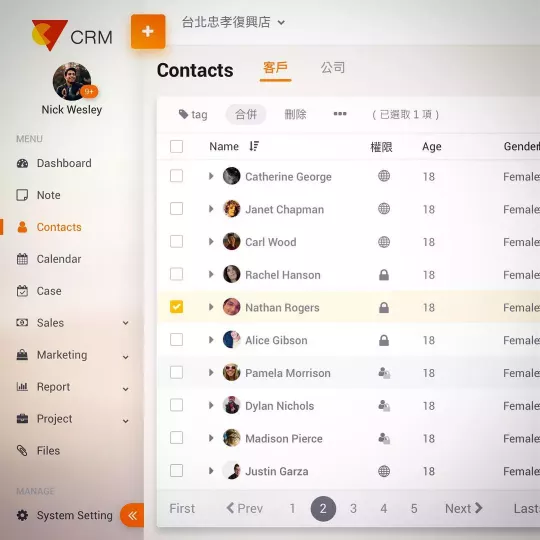 CRM
+
台北忠孝復興店
Nick Wesley
9+
MENU
Dashboard
Note
Contacts
Calendar
Case
Sales
Marketing
Report
Project
Files
MANAGE
System Setting
Contacts
客戶
公司
tag
合併
刪除
•••
( 已選取 1 項 )
Name 權限 Age Gender
Catherine George 18 Female
Janet Chapman 18 Female
Carl Wood 18 Female
Rachel Hanson 18 Female
Nathan Rogers 18 Female
Alice Gibson 18 Female
Pamela Morrison 18 Female
Dylan Nichols 18 Female
Madison Pierce 18 Female
Justin Garza 18 Female
First Prev 1 2 3 4 5 Next Last